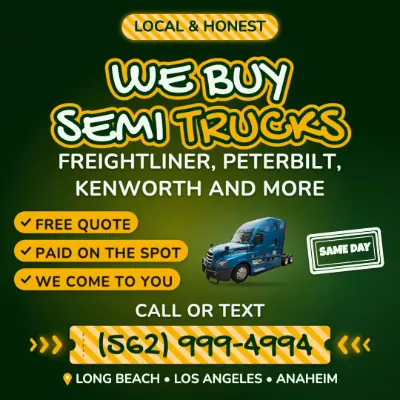 LOCAL & HONEST
WE BUY
SEMI TRUCKS
FREIGHTLINER, PETERBILT,
KENWORTH AND MORE
FREE QUOTE
PAID ON THE SPOT
WE COME TO YOU
SAME DAY
CALL OR TEXT
(562) 999-4994
LONG BEACH • LOS ANGELES • ANAHEIM